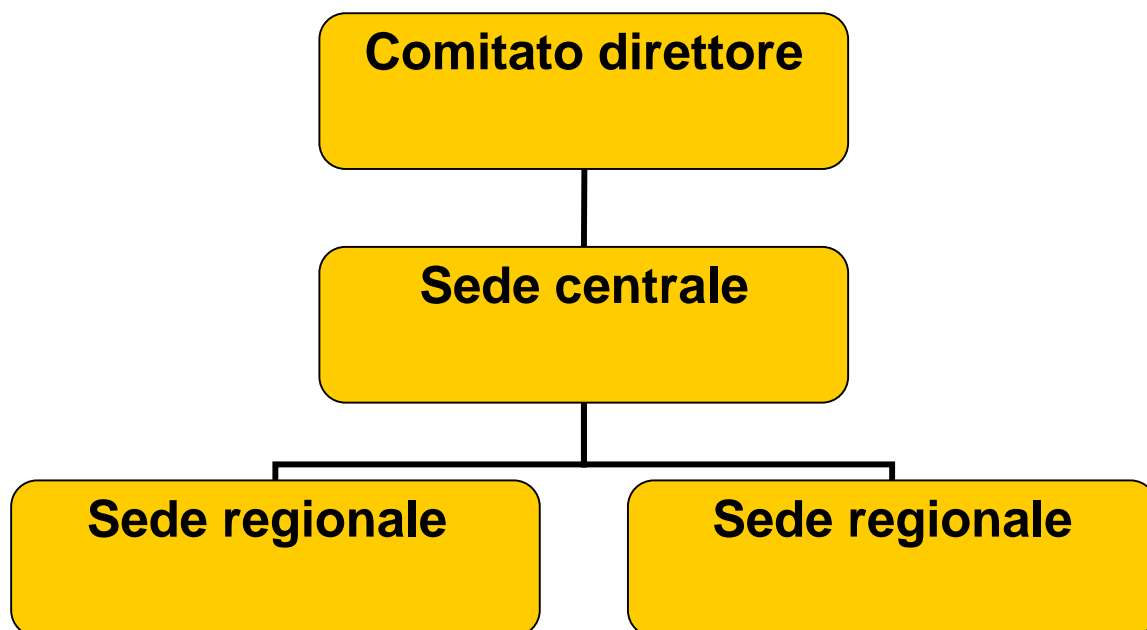 Comitato direttore
Sede centrale
Sede regionale
Sede regionale